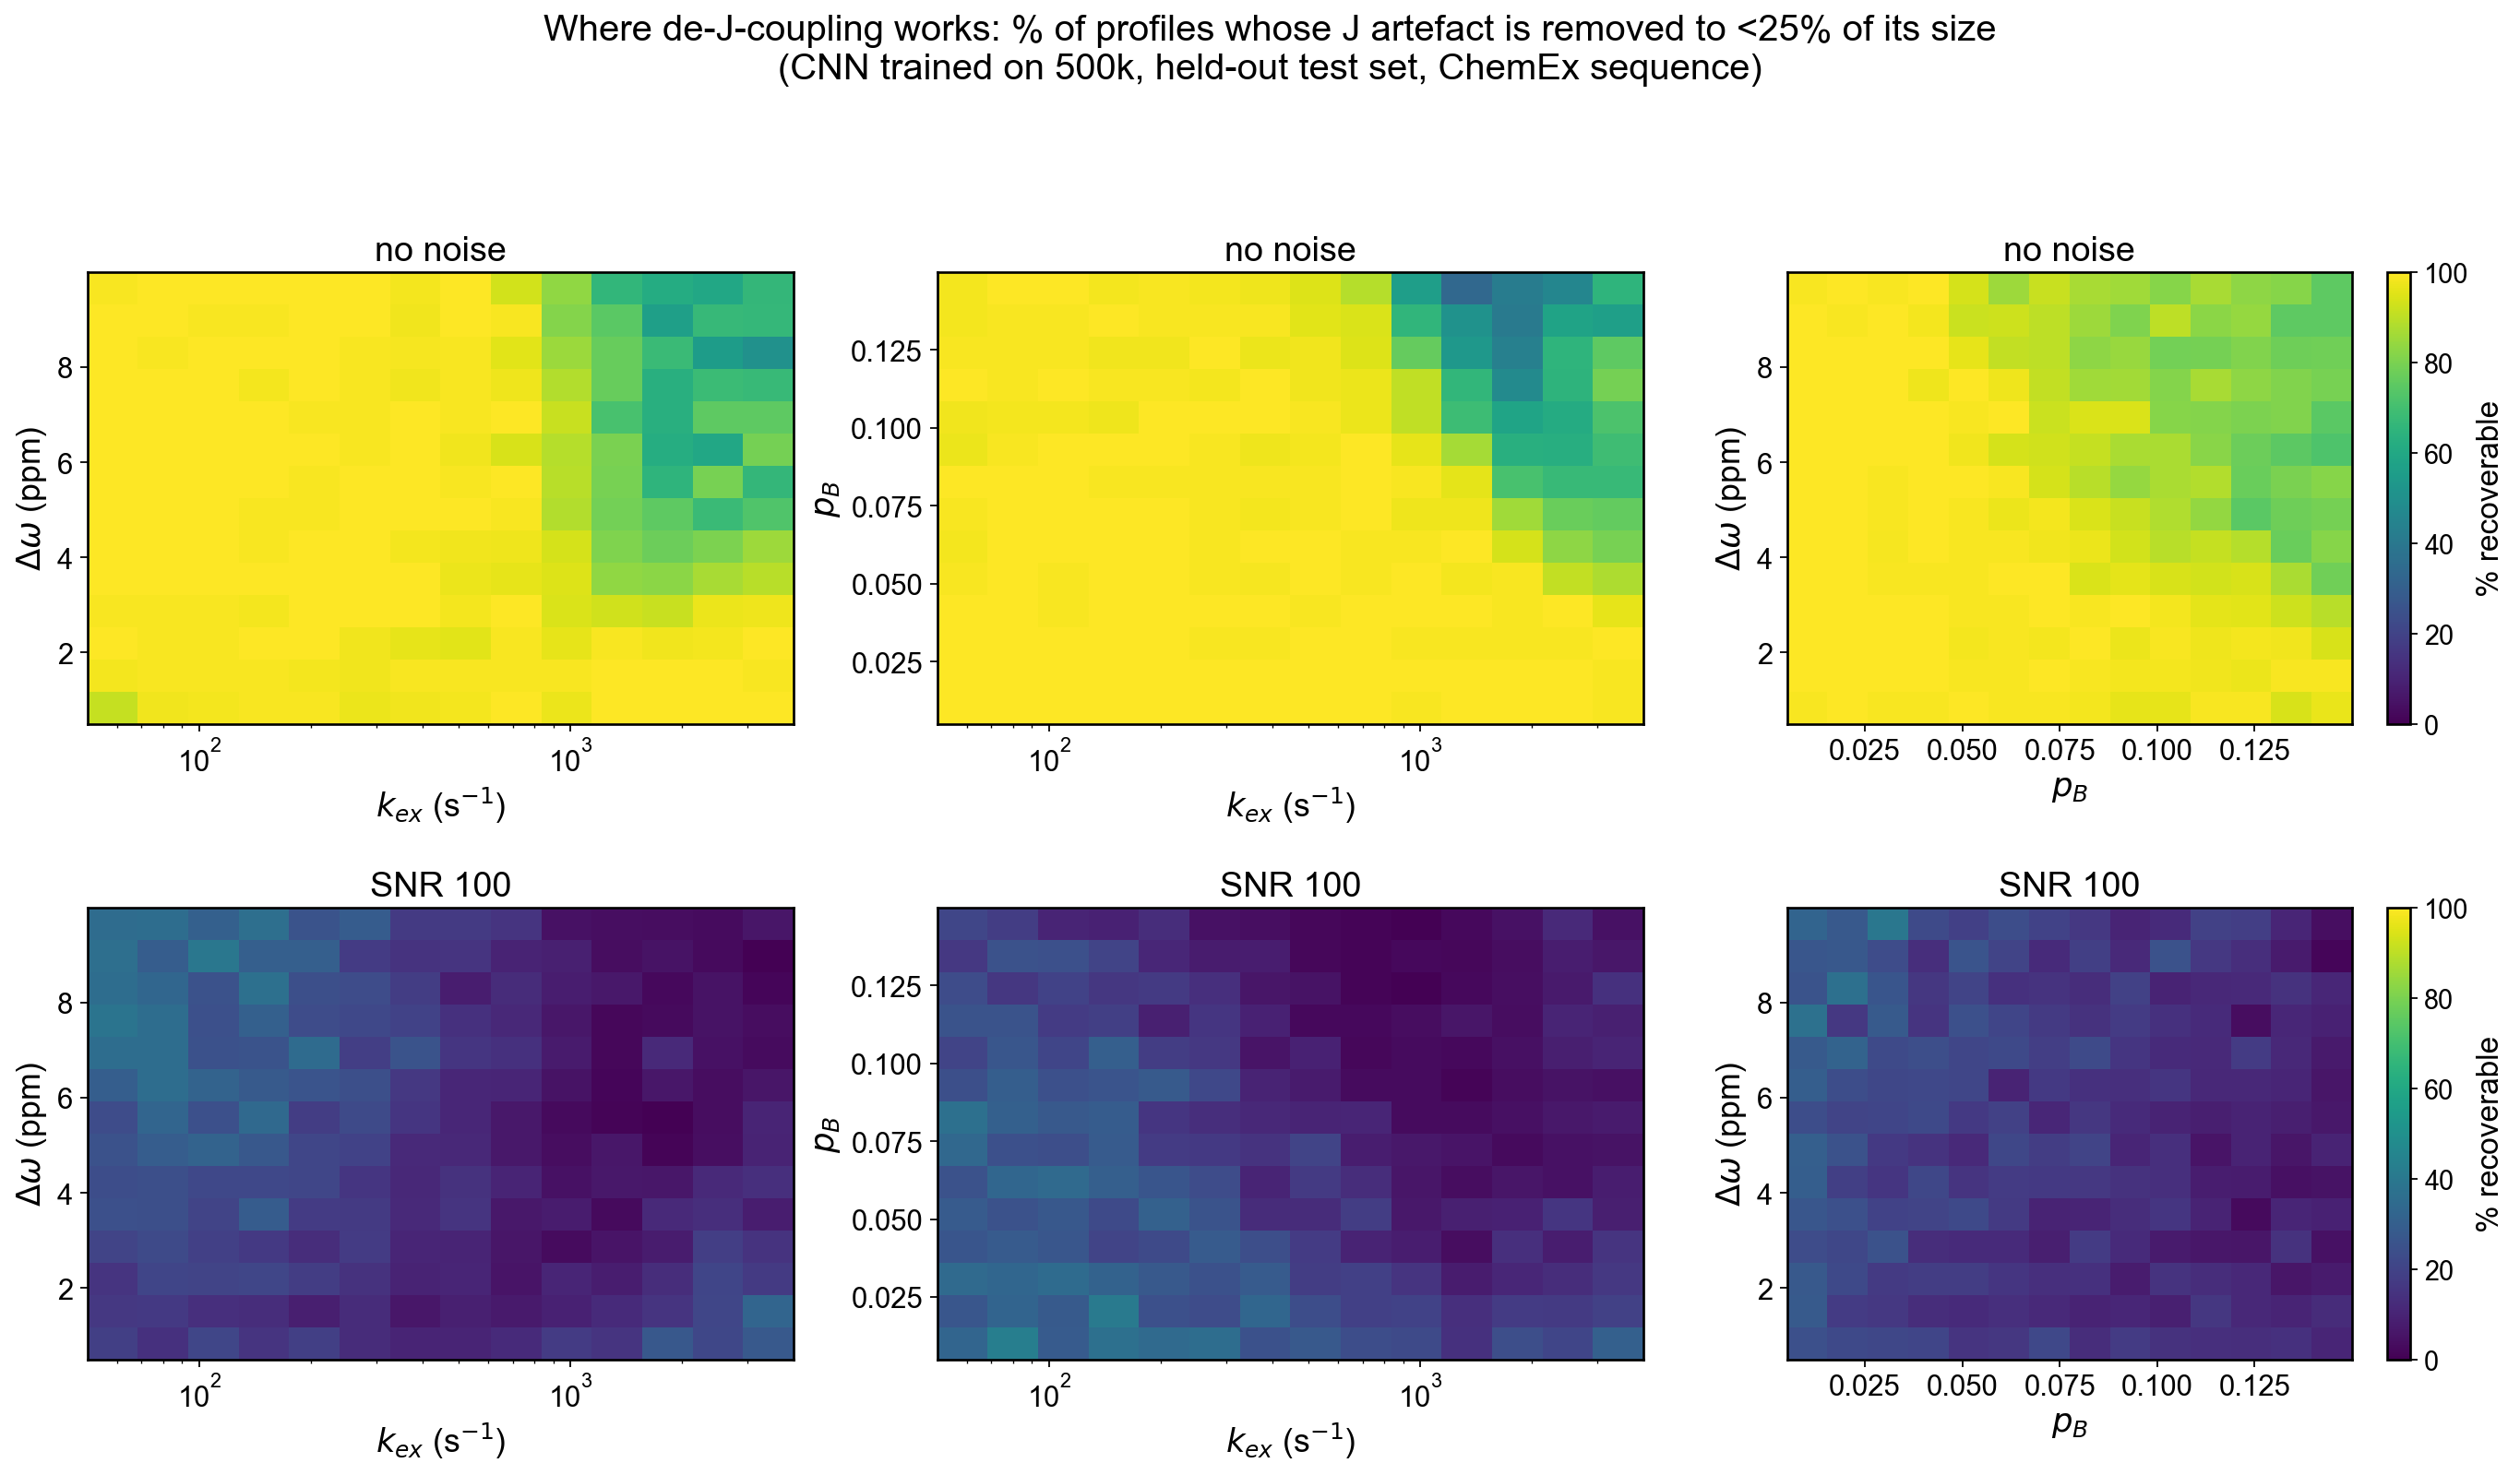 Where de-J-coupling works: % of profiles whose J artefact is removed to <25% of its size
(CNN trained on 500k, held-out test set, ChemEx sequence)
no noise
no noise
no noise
Δω (ppm)
8
6
4
2
10²
10³
k_ex (s⁻¹)
p_B
0.125
0.100
0.075
0.050
0.025
10²
10³
k_ex (s⁻¹)
Δω (ppm)
8
6
4
2
0.025 0.050 0.075 0.100 0.125
p_B
100
80
60
40
20
0
% recoverable
SNR 100
SNR 100
SNR 100
Δω (ppm)
8
6
4
2
10²
10³
k_ex (s⁻¹)
p_B
0.125
0.100
0.075
0.050
0.025
10²
10³
k_ex (s⁻¹)
Δω (ppm)
8
6
4
2
0.025 0.050 0.075 0.100 0.125
p_B
100
80
60
40
20
0
% recoverable